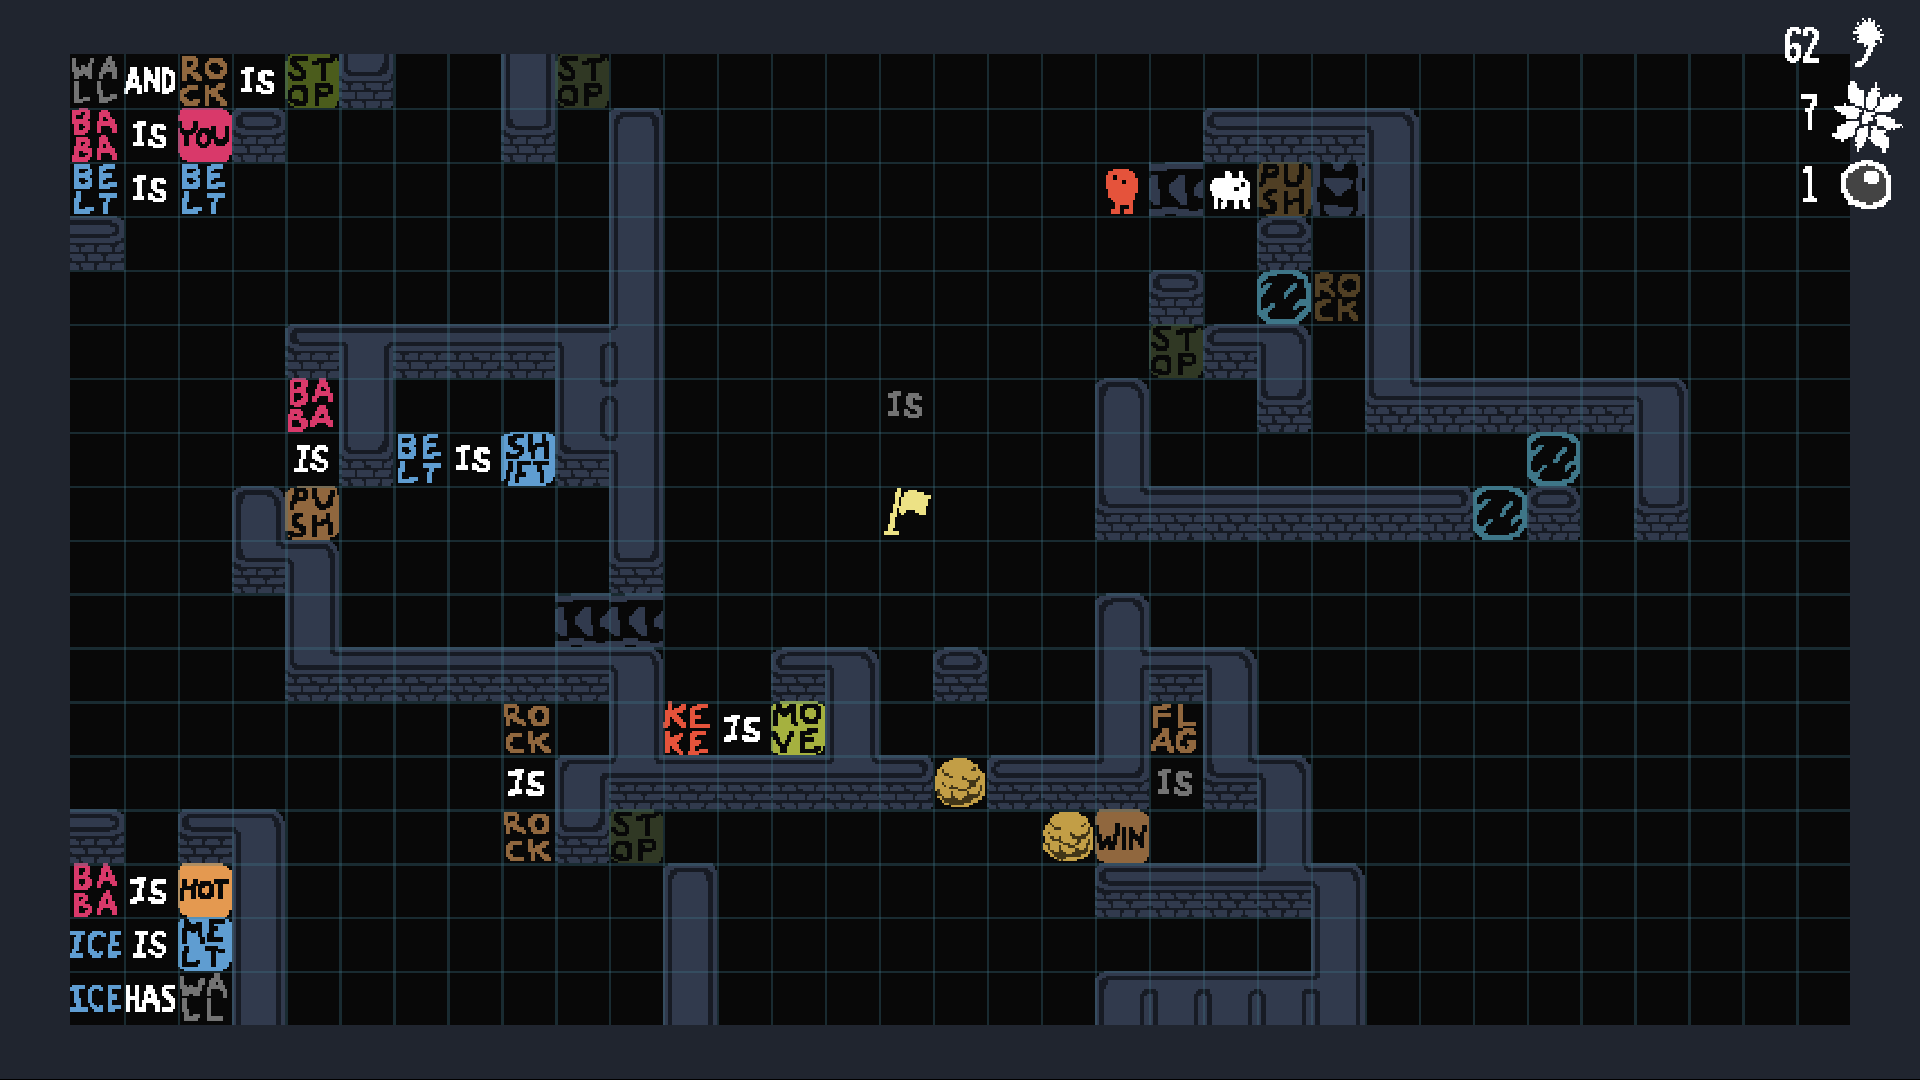 WALL AND ROCK IS STOP STOP
62
BABA IS YOU
7
BELT IS BELT PUSH
1
ROCK
STOP
BABA IS
IS BELT IS SHIFT
PUSH
ROCK KEKE IS MOVE FLAG
IS IS
ROCK STOP WIN
BABA IS HOT
ICE IS MELT
ICE HAS WALL